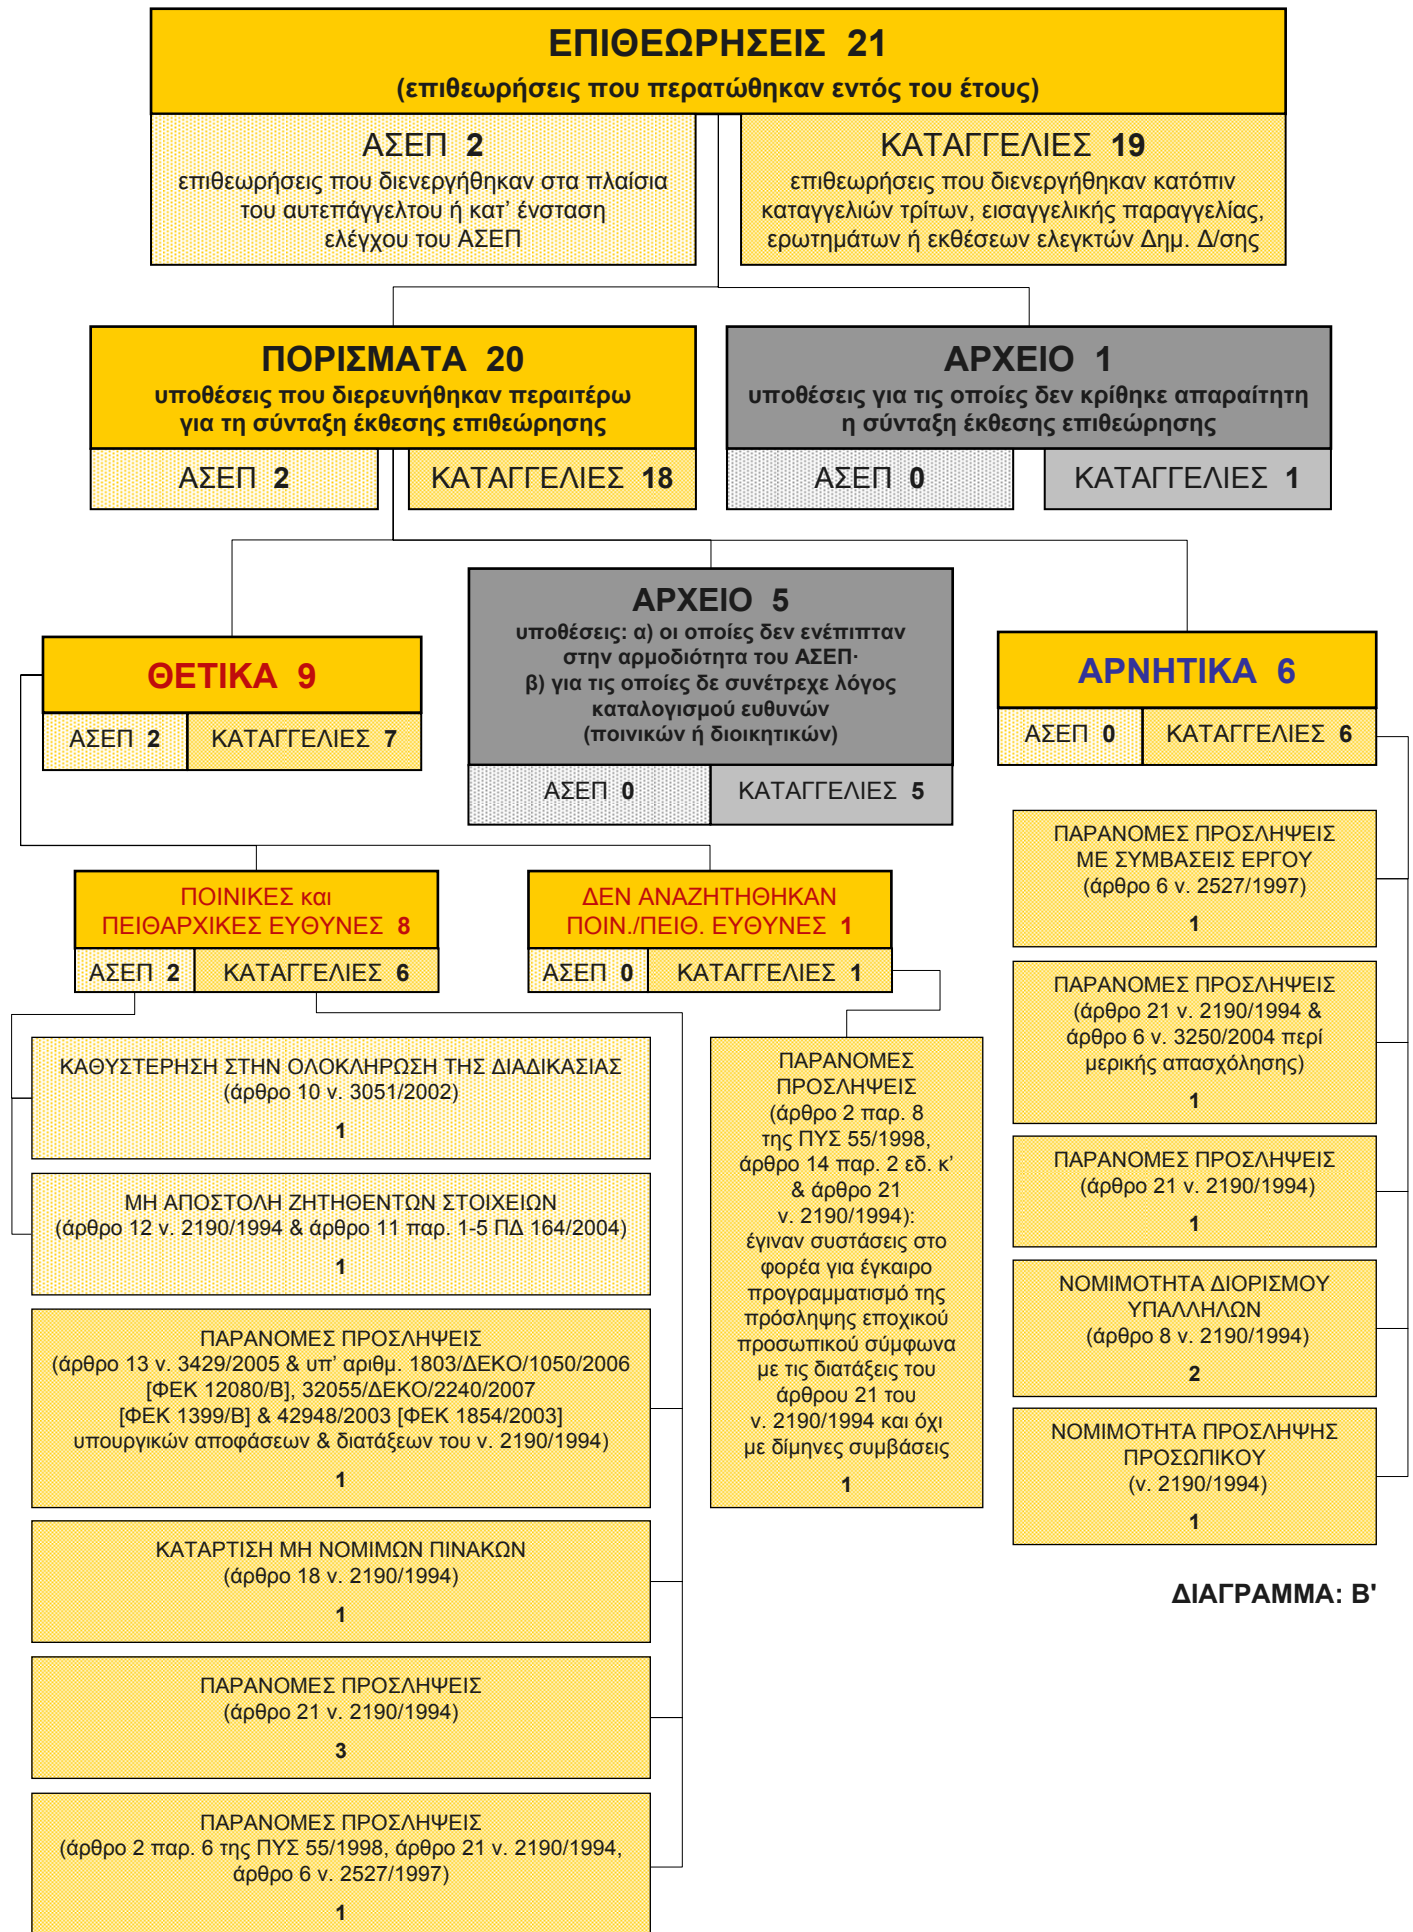 ΕΠΙΘΕΩΡΗΣΕΙΣ 21
(επιθεωρήσεις που περατώθηκαν εντός του έτους)
ΑΣΕΠ 2
επιθεωρήσεις που διενεργήθηκαν στα πλαίσια
του αυτεπάγγελτου ή κατ’ ένσταση
ελέγχου του ΑΣΕΠ
ΚΑΤΑΓΓΕΛΙΕΣ 19
επιθεωρήσεις που διενεργήθηκαν κατόπιν
καταγγελιών τρίτων, εισαγγελικής παραγγελίας,
ερωτημάτων ή εκθέσεων ελεγκτών Δημ. Δ/σης
ΠΟΡΙΣΜΑΤΑ 20
υποθέσεις που διερευνήθηκαν περαιτέρω
για τη σύνταξη έκθεσης επιθεώρησης
ΑΣΕΠ 2
ΚΑΤΑΓΓΕΛΙΕΣ 18
ΑΡΧΕΙΟ 1
υποθέσεις για τις οποίες δεν κρίθηκε απαραίτητη
η σύνταξη έκθεσης επιθεώρησης
ΑΣΕΠ 0
ΚΑΤΑΓΓΕΛΙΕΣ 1
ΘΕΤΙΚΑ 9
ΑΣΕΠ 2
ΚΑΤΑΓΓΕΛΙΕΣ 7
ΑΡΧΕΙΟ 5
υποθέσεις: α) οι οποίες δεν ενέπιπταν
στην αρμοδιότητα του ΑΣΕΠ·
β) για τις οποίες δε συνέτρεχε λόγος
καταλογισμού ευθυνών
(ποινικών ή διοικητικών)
ΑΣΕΠ 0
ΚΑΤΑΓΓΕΛΙΕΣ 5
ΑΡΝΗΤΙΚΑ 6
ΑΣΕΠ 0
ΚΑΤΑΓΓΕΛΙΕΣ 6
ΠΟΙΝΙΚΕΣ και
ΠΕΙΘΑΡΧΙΚΕΣ ΕΥΘΥΝΕΣ 8
ΑΣΕΠ 2
ΚΑΤΑΓΓΕΛΙΕΣ 6
ΔΕΝ ΑΝΑΖΗΤΗΘΗΚΑΝ
ΠΟΙΝ./ΠΕΙΘ. ΕΥΘΥΝΕΣ 1
ΑΣΕΠ 0
ΚΑΤΑΓΓΕΛΙΕΣ 1
ΚΑΘΥΣΤΕΡΗΣΗ ΣΤΗΝ ΟΛΟΚΛΗΡΩΣΗ ΤΗΣ ΔΙΑΔΙΚΑΣΙΑΣ
(άρθρο 10 ν. 3051/2002)
1
ΜΗ ΑΠΟΣΤΟΛΗ ΖΗΤΗΘΕΝΤΩΝ ΣΤΟΙΧΕΙΩΝ
(άρθρο 12 ν. 2190/1994 & άρθρο 11 παρ. 1-5 ΠΔ 164/2004)
1
ΠΑΡΑΝΟΜΕΣ ΠΡΟΣΛΗΨΕΙΣ
(άρθρο 13 ν. 3429/2005 & υπ’ αριθμ. 1803/ΔΕΚΟ/1050/2006
[ΦΕΚ 12080/Β], 32055/ΔΕΚΟ/2240/2007
[ΦΕΚ 1399/Β] & 42948/2003 [ΦΕΚ 1854/2003]
υπουργικών αποφάσεων & διατάξεων του ν. 2190/1994)
1
ΚΑΤΑΡΤΙΣΗ ΜΗ ΝΟΜΙΜΩΝ ΠΙΝΑΚΩΝ
(άρθρο 18 ν. 2190/1994)
1
ΠΑΡΑΝΟΜΕΣ ΠΡΟΣΛΗΨΕΙΣ
(άρθρο 21 ν. 2190/1994)
3
ΠΑΡΑΝΟΜΕΣ ΠΡΟΣΛΗΨΕΙΣ
(άρθρο 2 παρ. 6 της ΠΥΣ 55/1998, άρθρο 21 ν. 2190/1994,
άρθρο 6 ν. 2527/1997)
1
ΠΑΡΑΝΟΜΕΣ
ΠΡΟΣΛΗΨΕΙΣ
(άρθρο 2 παρ. 8
της ΠΥΣ 55/1998,
άρθρο 14 παρ. 2 εδ. κ’
& άρθρο 21
ν. 2190/1994):
έγιναν συστάσεις στο
φορέα για έγκαιρο
προγραμματισμό της
πρόσληψης εποχικού
προσωπικού σύμφωνα
με τις διατάξεις του
άρθρου 21 του
ν. 2190/1994 και όχι
με δίμηνες συμβάσεις
1
ΠΑΡΑΝΟΜΕΣ ΠΡΟΣΛΗΨΕΙΣ
ΜΕ ΣΥΜΒΑΣΕΙΣ ΕΡΓΟΥ
(άρθρο 6 ν. 2527/1997)
1
ΠΑΡΑΝΟΜΕΣ ΠΡΟΣΛΗΨΕΙΣ
(άρθρο 21 ν. 2190/1994 &
άρθρο 6 ν. 3250/2004 περί
μερικής απασχόλησης)
1
ΠΑΡΑΝΟΜΕΣ ΠΡΟΣΛΗΨΕΙΣ
(άρθρο 21 ν. 2190/1994)
1
ΝΟΜΙΜΟΤΗΤΑ ΔΙΟΡΙΣΜΟΥ
ΥΠΑΛΛΗΛΩΝ
(άρθρο 8 ν. 2190/1994)
2
ΝΟΜΙΜΟΤΗΤΑ ΠΡΟΣΛΗΨΗΣ
ΠΡΟΣΩΠΙΚΟΥ
(ν. 2190/1994)
1
ΔΙΑΓΡΑΜΜΑ: Β'